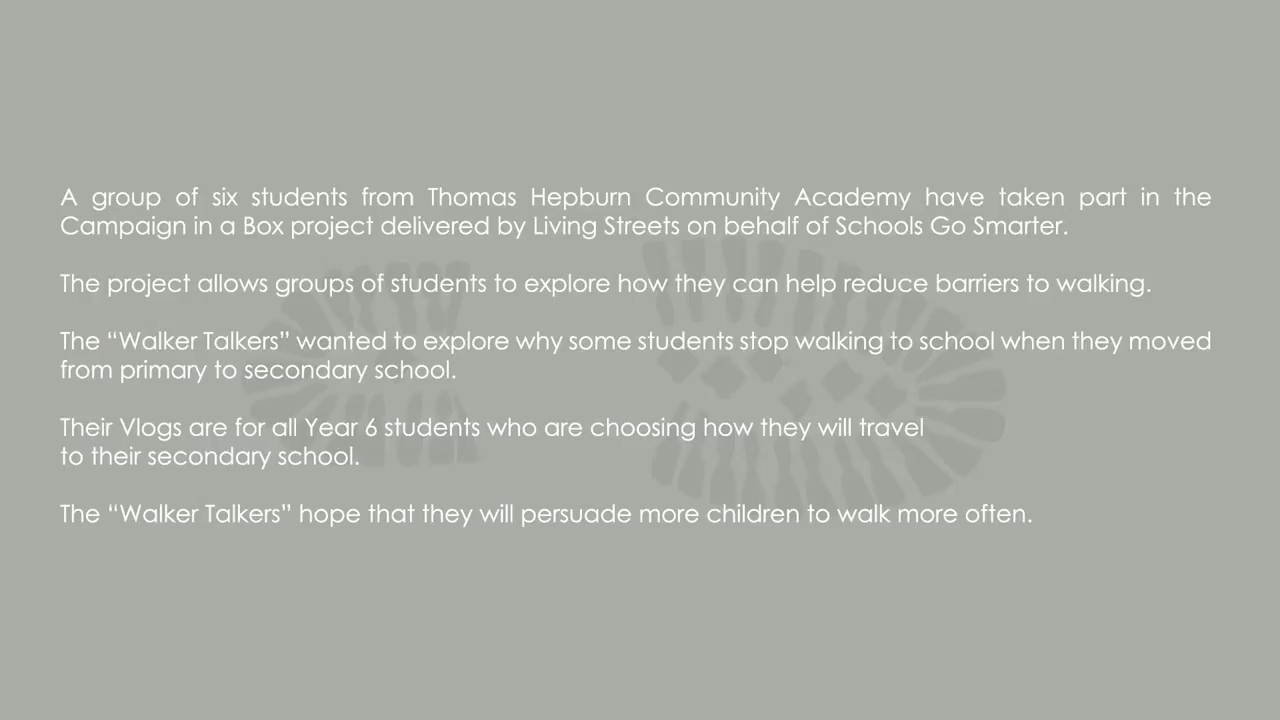 A group of six students from Thomas Hepburn Community Academy have taken part in the
Campaign in a Box project delivered by Living Streets on behalf of Schools Go Smarter.
The project allows groups of students to explore how they can help reduce barriers to walking.
The “Walker Talkers” wanted to explore why some students stop walking to school when they moved
from primary to secondary school.
Their Vlogs are for all Year 6 students who are choosing how they will travel
to their secondary school.
The “Walker Talkers” hope that they will persuade more children to walk more often.